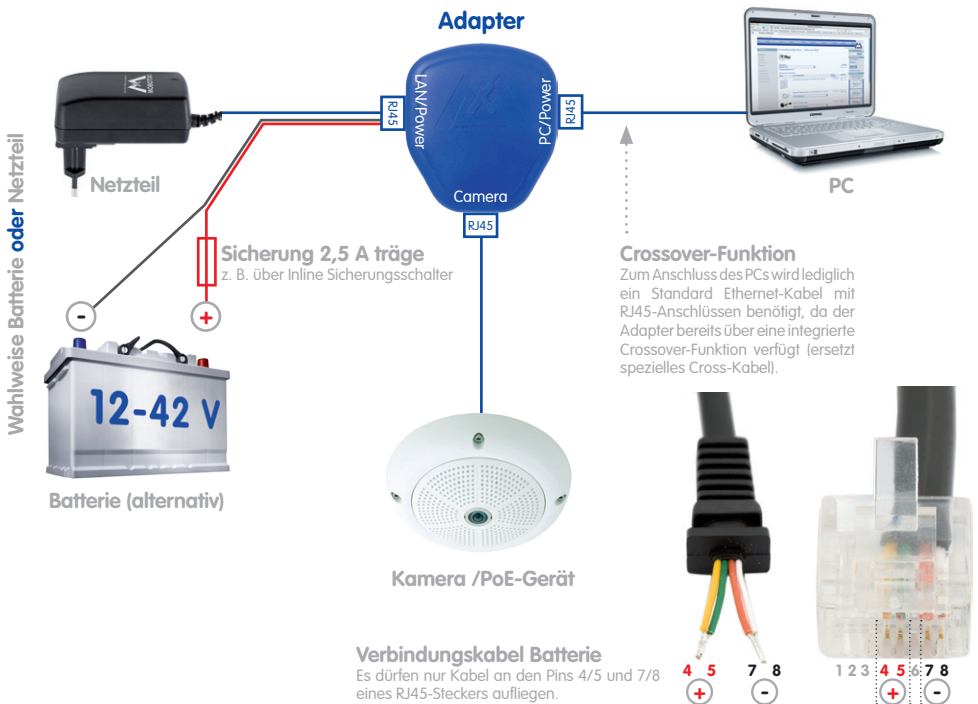 Adapter
LAN/Power
RJ45
PC/Power
RJ45
Camera
RJ45
MOBOTIX
Netzteil
PC
Wahlweise Batterie oder Netzteil
Sicherung 2,5 A träge
z. B. über Inline Sicherungsschalter
-
+
12-42 V
Batterie (alternativ)
Crossover-Funktion
Zum Anschluss des PCs wird lediglich
ein Standard Ethernet-Kabel mit
RJ45-Anschlüssen benötigt, da der
Adapter bereits über eine integrierte
Crossover-Funktion verfügt (ersetzt
spezielles Cross-Kabel).
Kamera /PoE-Gerät
Verbindungskabel Batterie
Es dürfen nur Kabel an den Pins 4/5 und 7/8
eines RJ45-Steckers aufliegen.
4 5 7 8
+ -
1 2 3 4 5 6 7 8
+ -